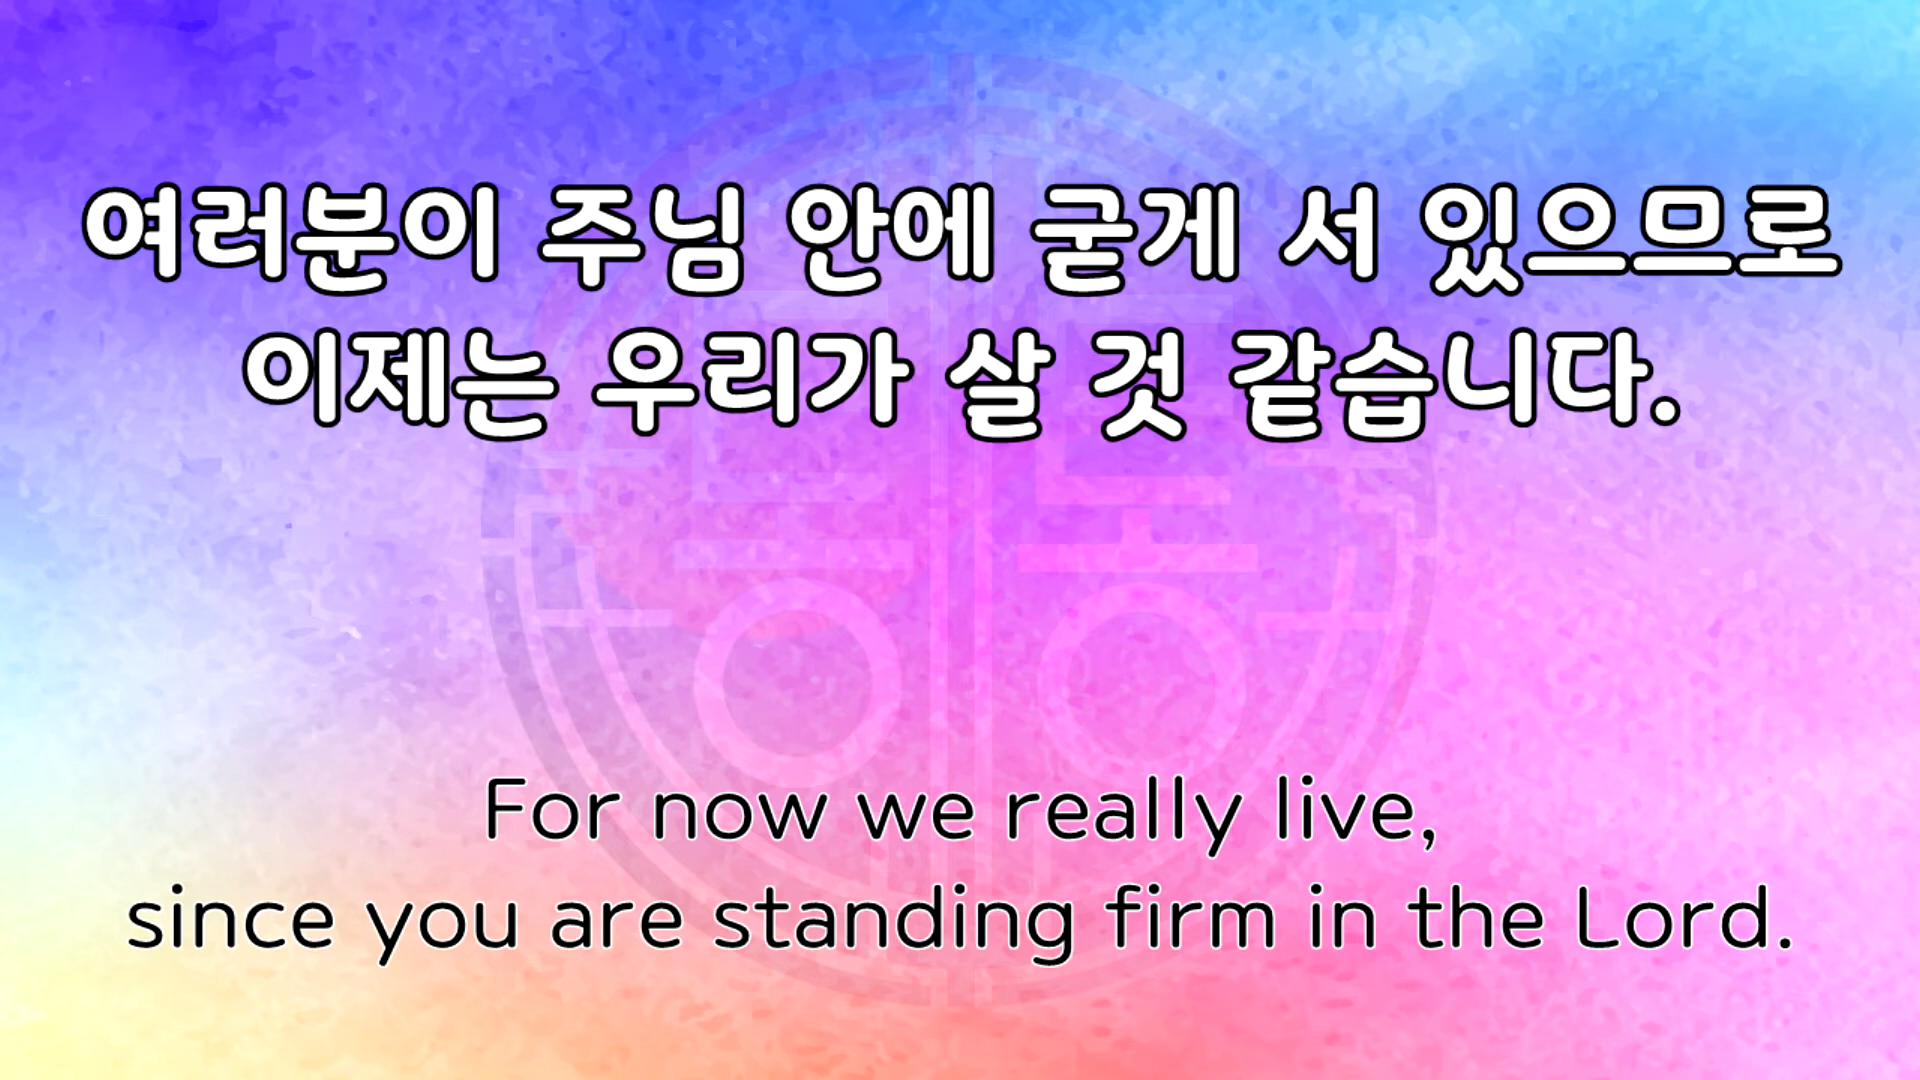 여러분이 주님 안에 굳게 서 있으므로
이제는 우리가 살 것 같습니다.
For now we really live,
since you are standing firm in the Lord.